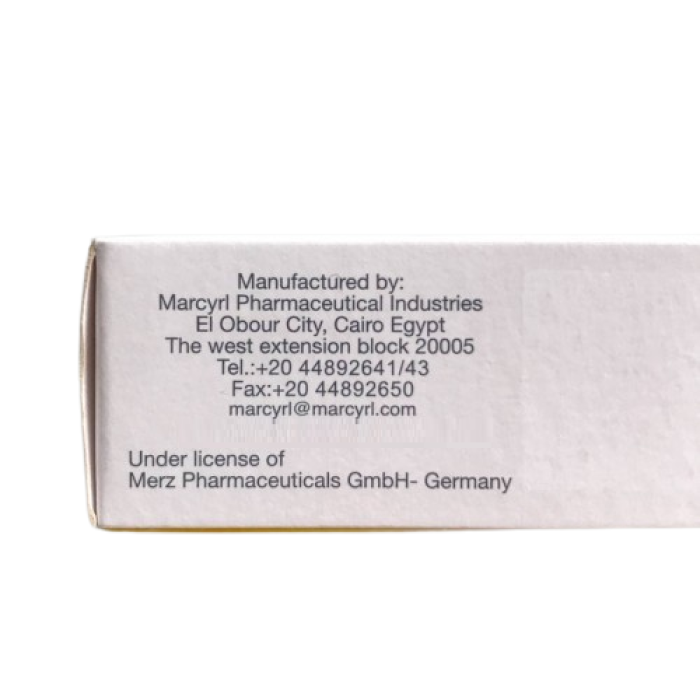 Manufactured by:
Marcyrl Pharmaceutical Industries
El Obour City, Cairo Egypt
The west extension block 20005
Tel.:+20 44892641/43
Fax:+20 44892650
marcyrl@marcyrl.com
Under license of
Merz Pharmaceuticals GmbH- Germany